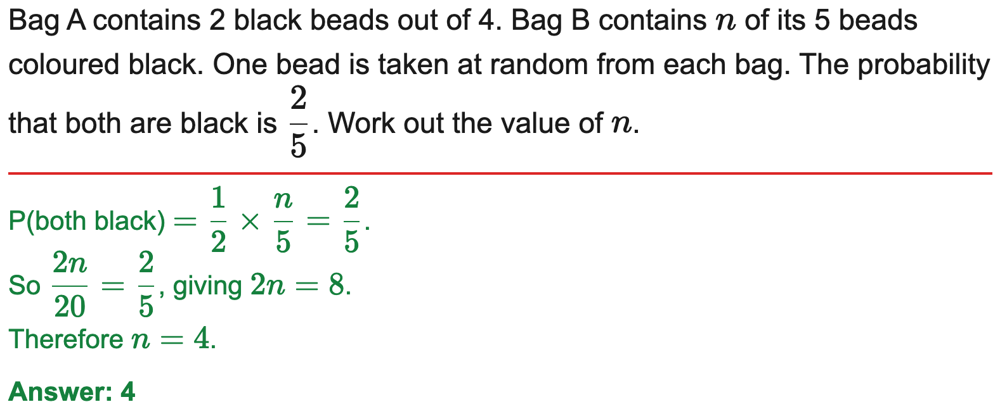 Bag A contains 2 black beads out of 4. Bag B contains n of its 5 beads
coloured black. One bead is taken at random from each bag. The probability
that both are black is 2/5. Work out the value of n.
P(both black) = 1/2 × n/5 = 2/5.
So 2n/20 = 2/5, giving 2n = 8.
Therefore n = 4.
Answer: 4